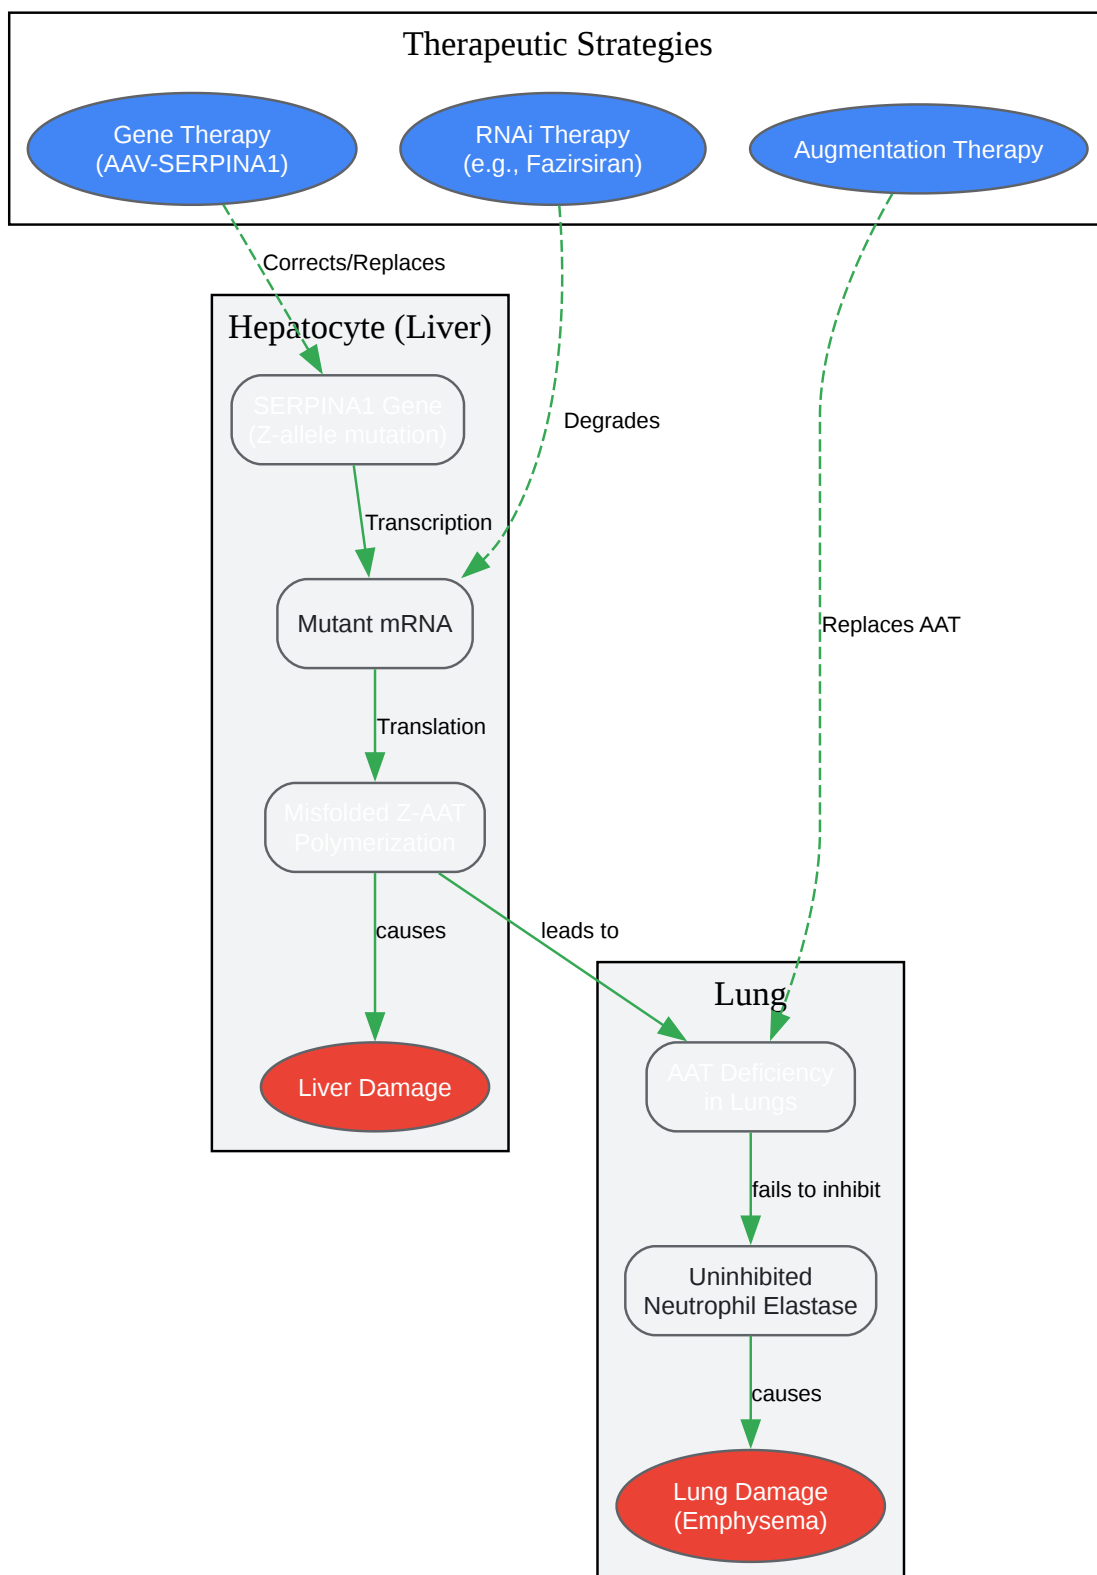 Therapeutic Strategies
Gene Therapy
(AAV-SERPINA1)
RNAi Therapy
(e.g., Fazirsiran)
Augmentation Therapy
Corrects/Replaces
Hepatocyte (Liver)
SERPINA1 Gene
(Z-allele mutation)
Degrades
Transcription
Mutant mRNA
Replaces AAT
Translation
Misfolded Z-AAT
Polymerization
causes
leads to
Lung
Liver Damage
AAT Deficiency
in Lungs
fails to inhibit
Uninhibited
Neutrophil Elastase
causes
Lung Damage
(Emphysema)